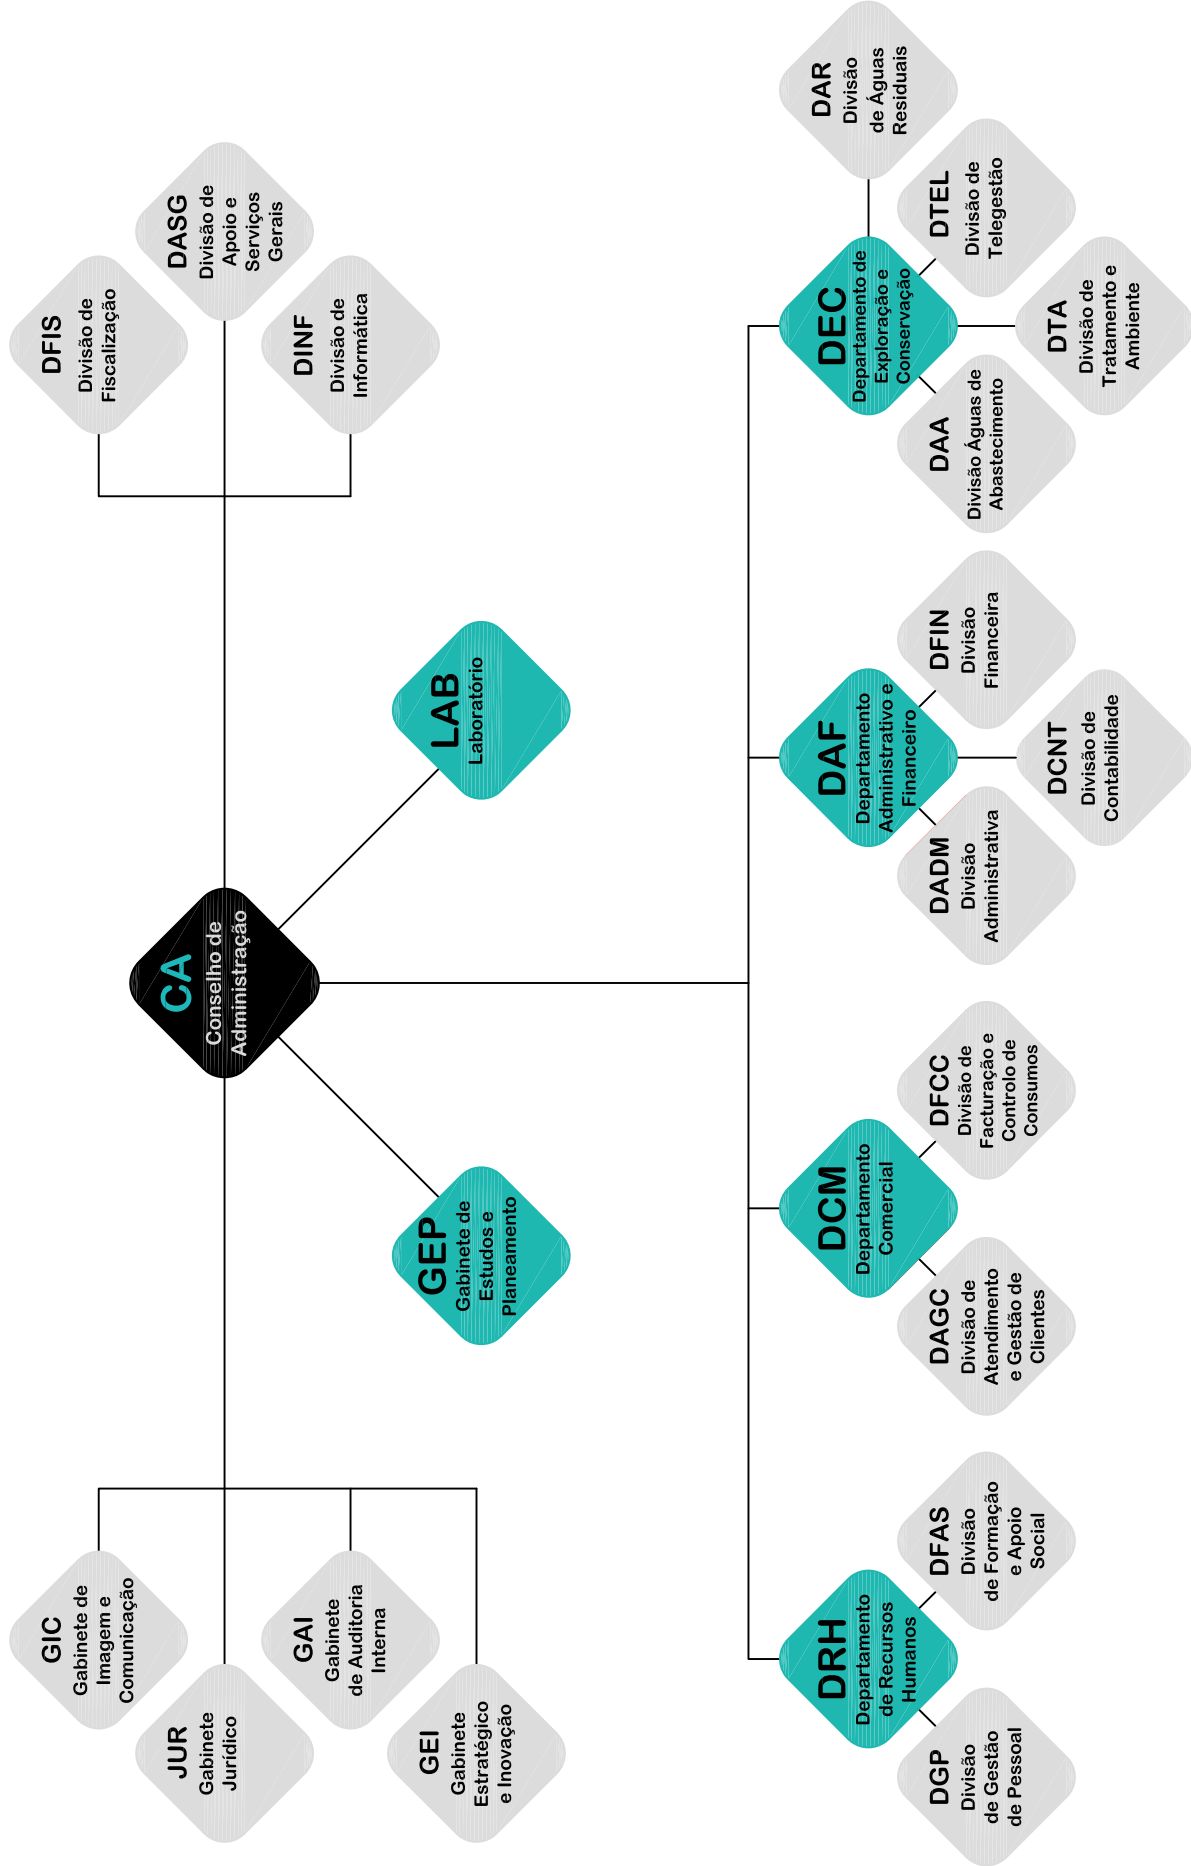 CA
Conselho de
Administração
GIC
Gabinete de
Imagem e
Comunicação
JUR
Gabinete
Jurídico
GAI
Gabinete
de Auditoria
Interna
GEI
Gabinete
Estratégico
e Inovação
DFIS
Divisão de
Fiscalização
DASG
Divisão de
Apoio e
Serviços
Gerais
DINF
Divisão de
Informática
GEP
Gabinete de
Estudos e
Planeamento
LAB
Laboratório
DRH
Departamento
de Recursos
Humanos
DGP
Divisão
de Gestão
de Pessoal
DFAS
Divisão
de Formação
e Apoio
Social
DCM
Departamento
Comercial
DAGC
Divisão de
Atendimento
e Gestão de
Clientes
DFCC
Divisão de
Facturação e
Controlo de
Consumos
DAF
Departamento
Administrativo e
Financeiro
DADM
Divisão
Administrativa
DCNT
Divisão de
Contabilidade
DFIN
Divisão
Financeira
DEC
Departamento de
Exploração e
Conservação
DAA
Divisão Águas de
Abastecimento
DTA
Divisão de
Tratamento e
Ambiente
DTEL
Divisão de
Telegestão
DAR
Divisão
de Águas
Residuais